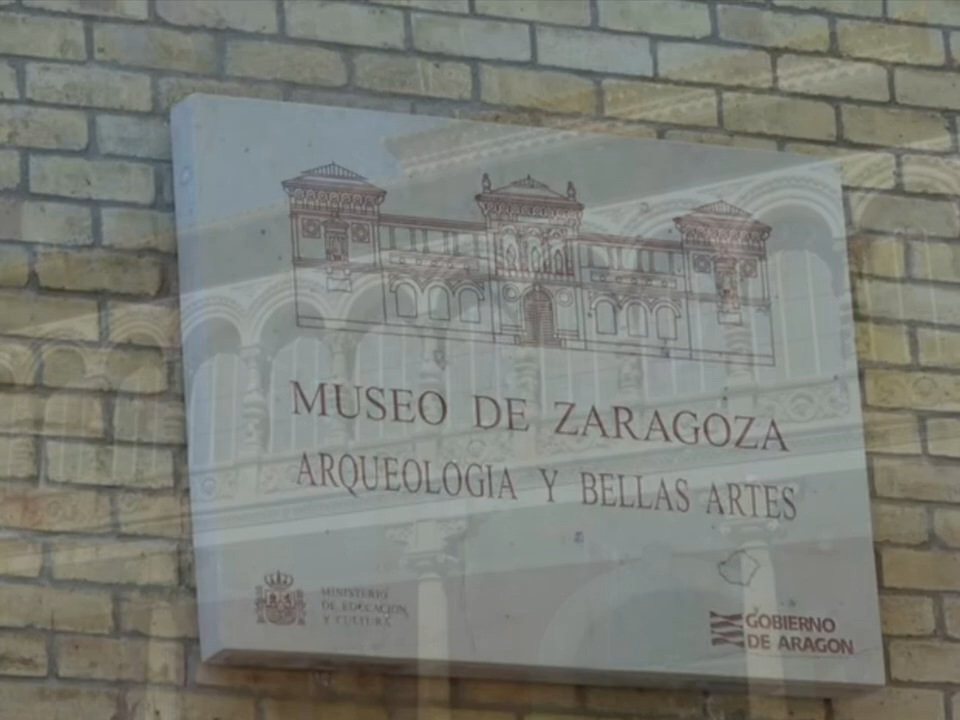 MUSEO DE ZARAGOZA
ARQUEOLOGIA Y BELLAS ARTES
MINISTERIO
DE EDUCACION
Y CULTURA
GOBIERNO
DE ARAGON